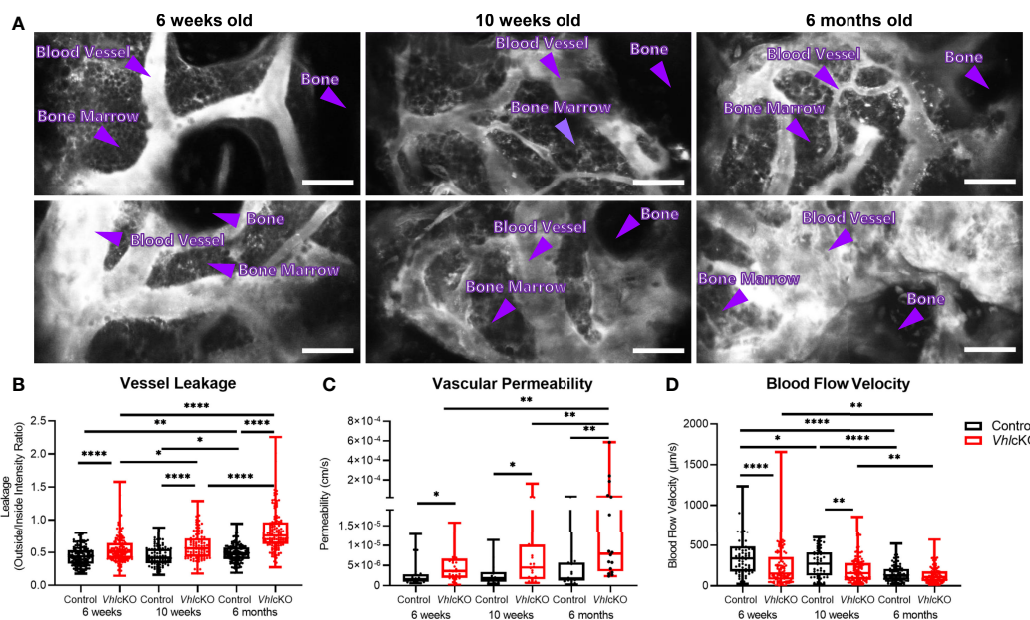 A
6 weeks old
10 weeks old
6 months old
Blood Vessel
Bone
Bone Marrow
Blood Vessel
Bone
Bone Marrow
Blood Vessel
Bone
Bone Marrow
Bone
Blood Vessel
Bone Marrow
Blood Vessel
Bone
Bone Marrow
Blood Vessel
Bone Marrow
Bone
B
Vessel Leakage
Leakage
(Outside/Inside Intensity Ratio)
2.5
2.0
1.5
1.0
0.5
0.0
****
**
****
*
****
*
****
****
Control
VhlcKO
Control
VhlcKO
Control
VhlcKO
6 weeks
10 weeks
6 months
C
Vascular Permeability
Permeability (cm/s)
8×10⁻⁴
6×10⁻⁴
4×10⁻⁴
2×10⁻⁴
1.5×10⁻⁵
1×10⁻⁵
5×10⁻⁶
0
**
**
**
*
*
Control
VhlcKO
Control
VhlcKO
Control
VhlcKO
6 weeks
10 weeks
6 months
D
Blood Flow Velocity
Blood Flow Velocity (µm/s)
2000
1500
1000
500
0
**
****
*
****
****
**
**
Control
VhlcKO
Control
VhlcKO
Control
VhlcKO
6 weeks
10 weeks
6 months
Control
VhlcKO